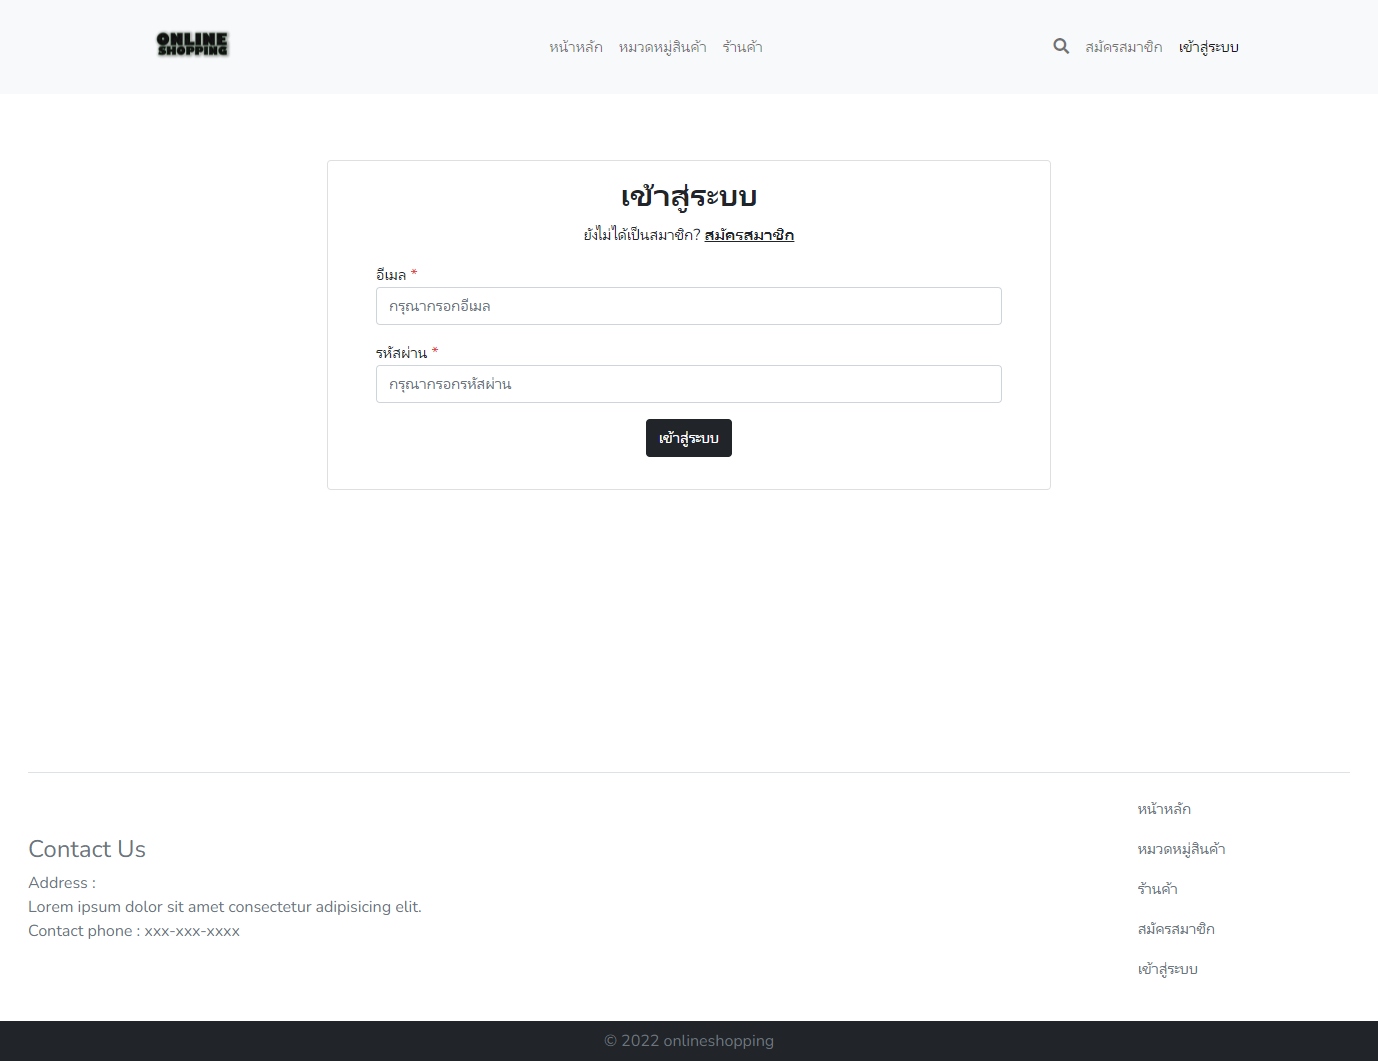 ONLINE
SHOPPING
หน้าหลัก หมวดหมู่สินค้า ร้านค้า
สมัครสมาชิก เข้าสู่ระบบ
เข้าสู่ระบบ
ยังไม่ได้เป็นสมาชิก? สมัครสมาชิก
อีเมล *
กรุณากรอกอีเมล
รหัสผ่าน *
กรุณากรอกรหัสผ่าน
เข้าสู่ระบบ
Contact Us
Address :
Lorem ipsum dolor sit amet consectetur adipisicing elit.
Contact phone : xxx-xxx-xxxx
หน้าหลัก
หมวดหมู่สินค้า
ร้านค้า
สมัครสมาชิก
เข้าสู่ระบบ
© 2022 onlineshopping